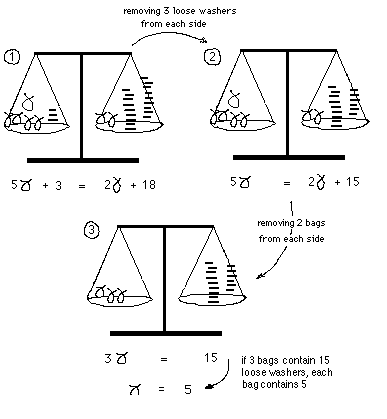 removing 3 loose washers
from each side
1
2
5 + 3 = 2 + 18
5 = 2 + 15
removing 2 bags
from each side
3
3 = 15
= 5
if 3 bags contain 15
loose washers, each
bag contains 5